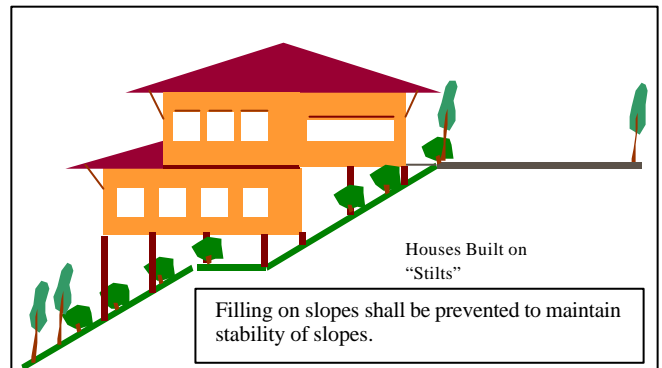 Houses Built on
“Stilts”
Filling on slopes shall be prevented to maintain
stability of slopes.